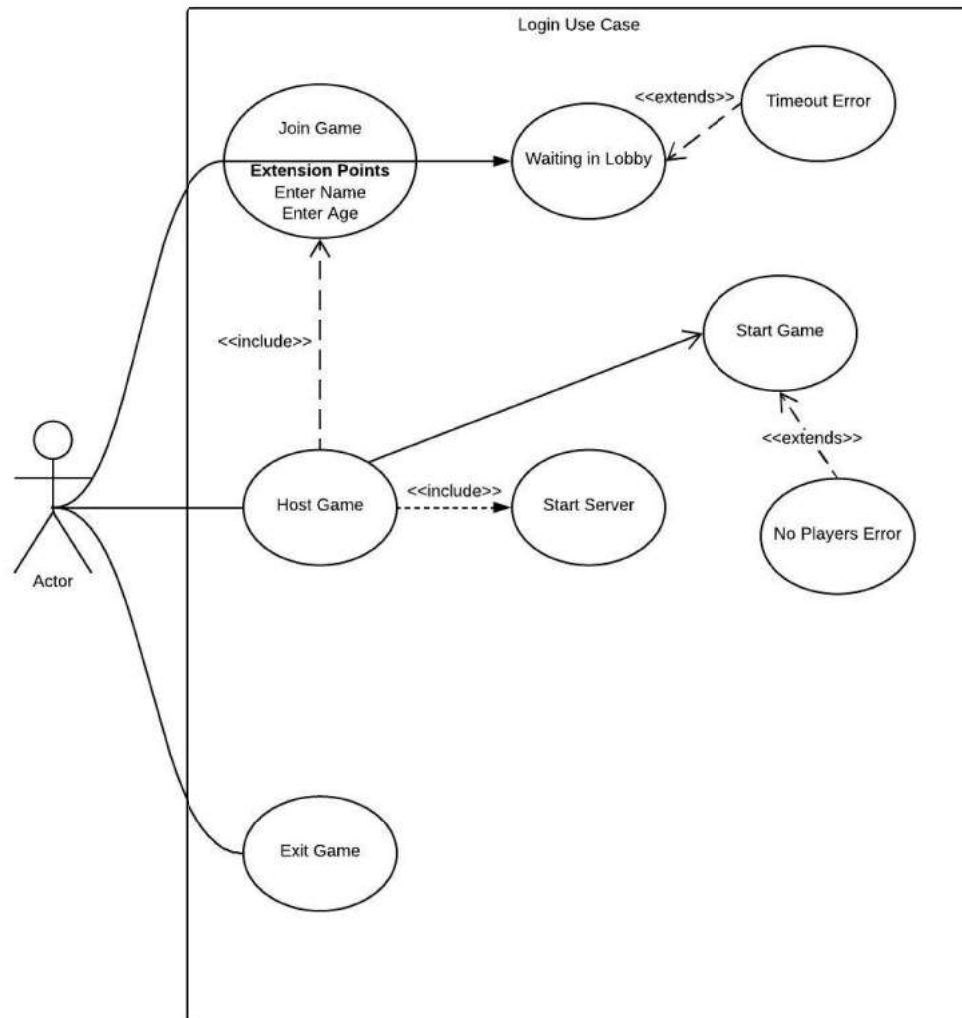 Login Use Case
Join Game
Extension Points
Enter Name
Enter Age
Waiting in Lobby
<<extends>>
Timeout Error
<<include>>
Start Game
<<extends>>
Actor
Host Game
<<include>>
Start Server
No Players Error
Exit Game